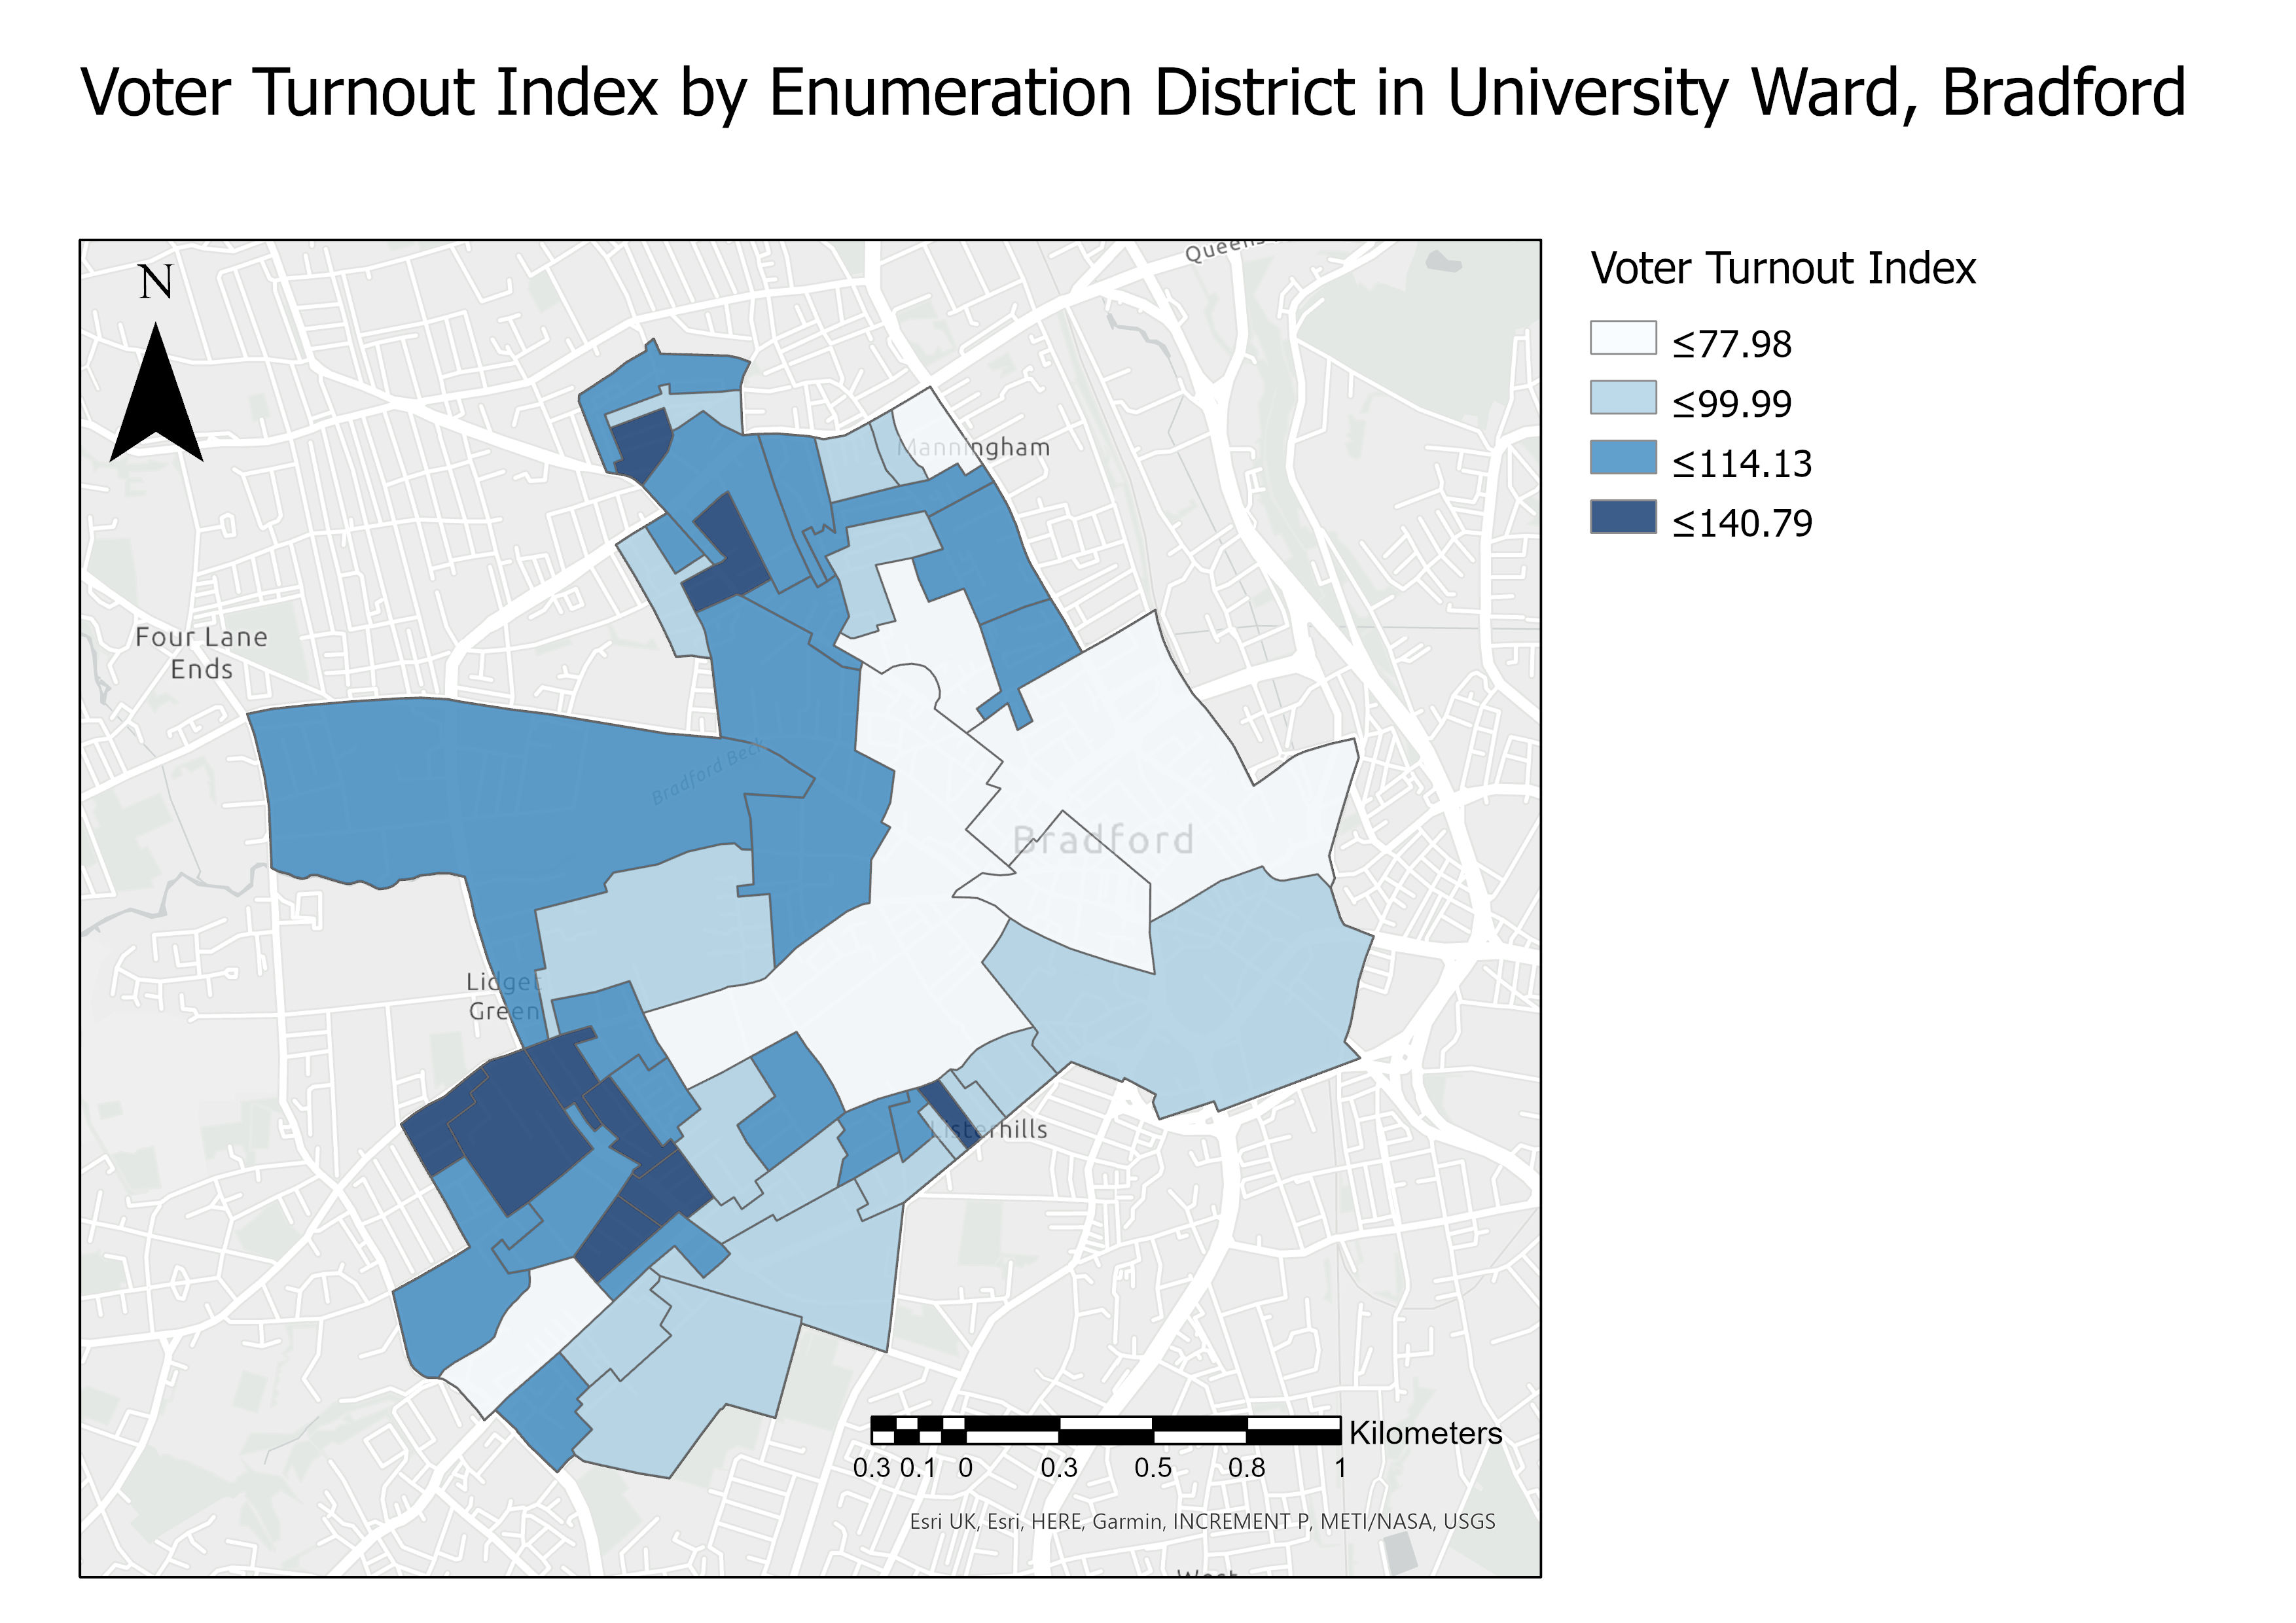 Voter Turnout Index by Enumeration District in University Ward, Bradford
N
Manningham
Four Lane
Ends
Bradford Beck
Bradford
Lidget
Green
Listerhills
Kilometers
0.3 0.1 0 0.3 0.5 0.8 1
Esri UK, Esri, HERE, Garmin, INCREMENT P, METI/NASA, USGS
Voter Turnout Index
≤77.98
≤99.99
≤114.13
≤140.79